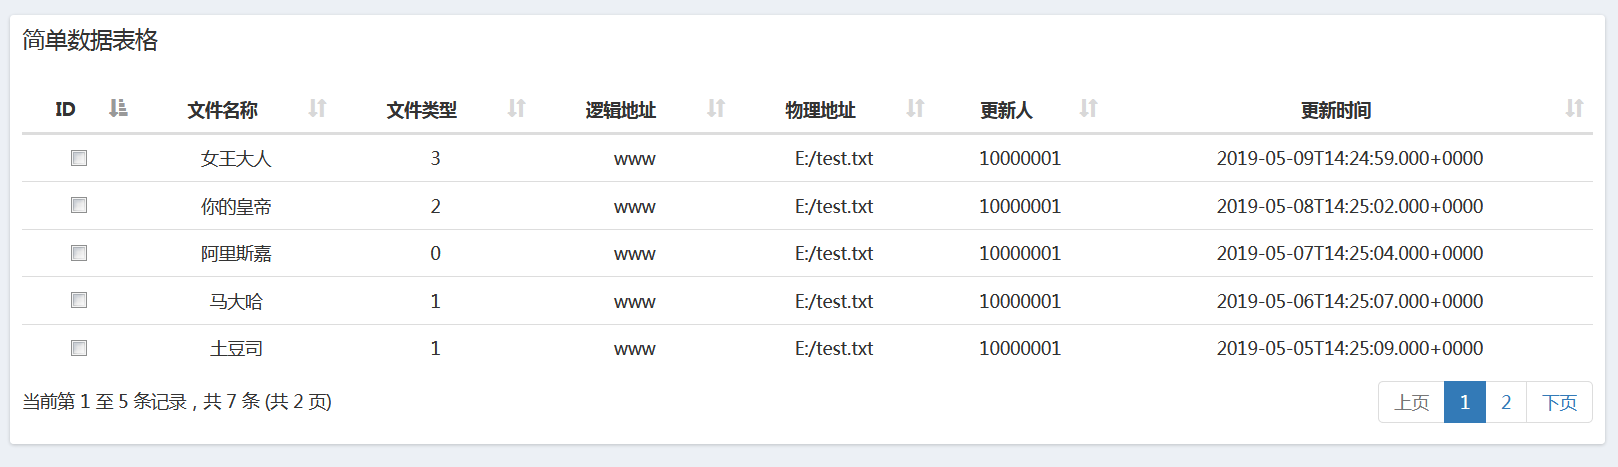 简单数据表格
ID 文件名称 文件类型 逻辑地址 物理地址 更新人 更新时间
女王大人 3 www E:/test.txt 10000001 2019-05-09T14:24:59.000+0000
你的皇帝 2 www E:/test.txt 10000001 2019-05-08T14:25:02.000+0000
阿里斯嘉 0 www E:/test.txt 10000001 2019-05-07T14:25:04.000+0000
马大哈 1 www E:/test.txt 10000001 2019-05-06T14:25:07.000+0000
土豆司 1 www E:/test.txt 10000001 2019-05-05T14:25:09.000+0000
当前第 1 至 5 条记录，共 7 条 (共 2 页) 上页 1 2 下页